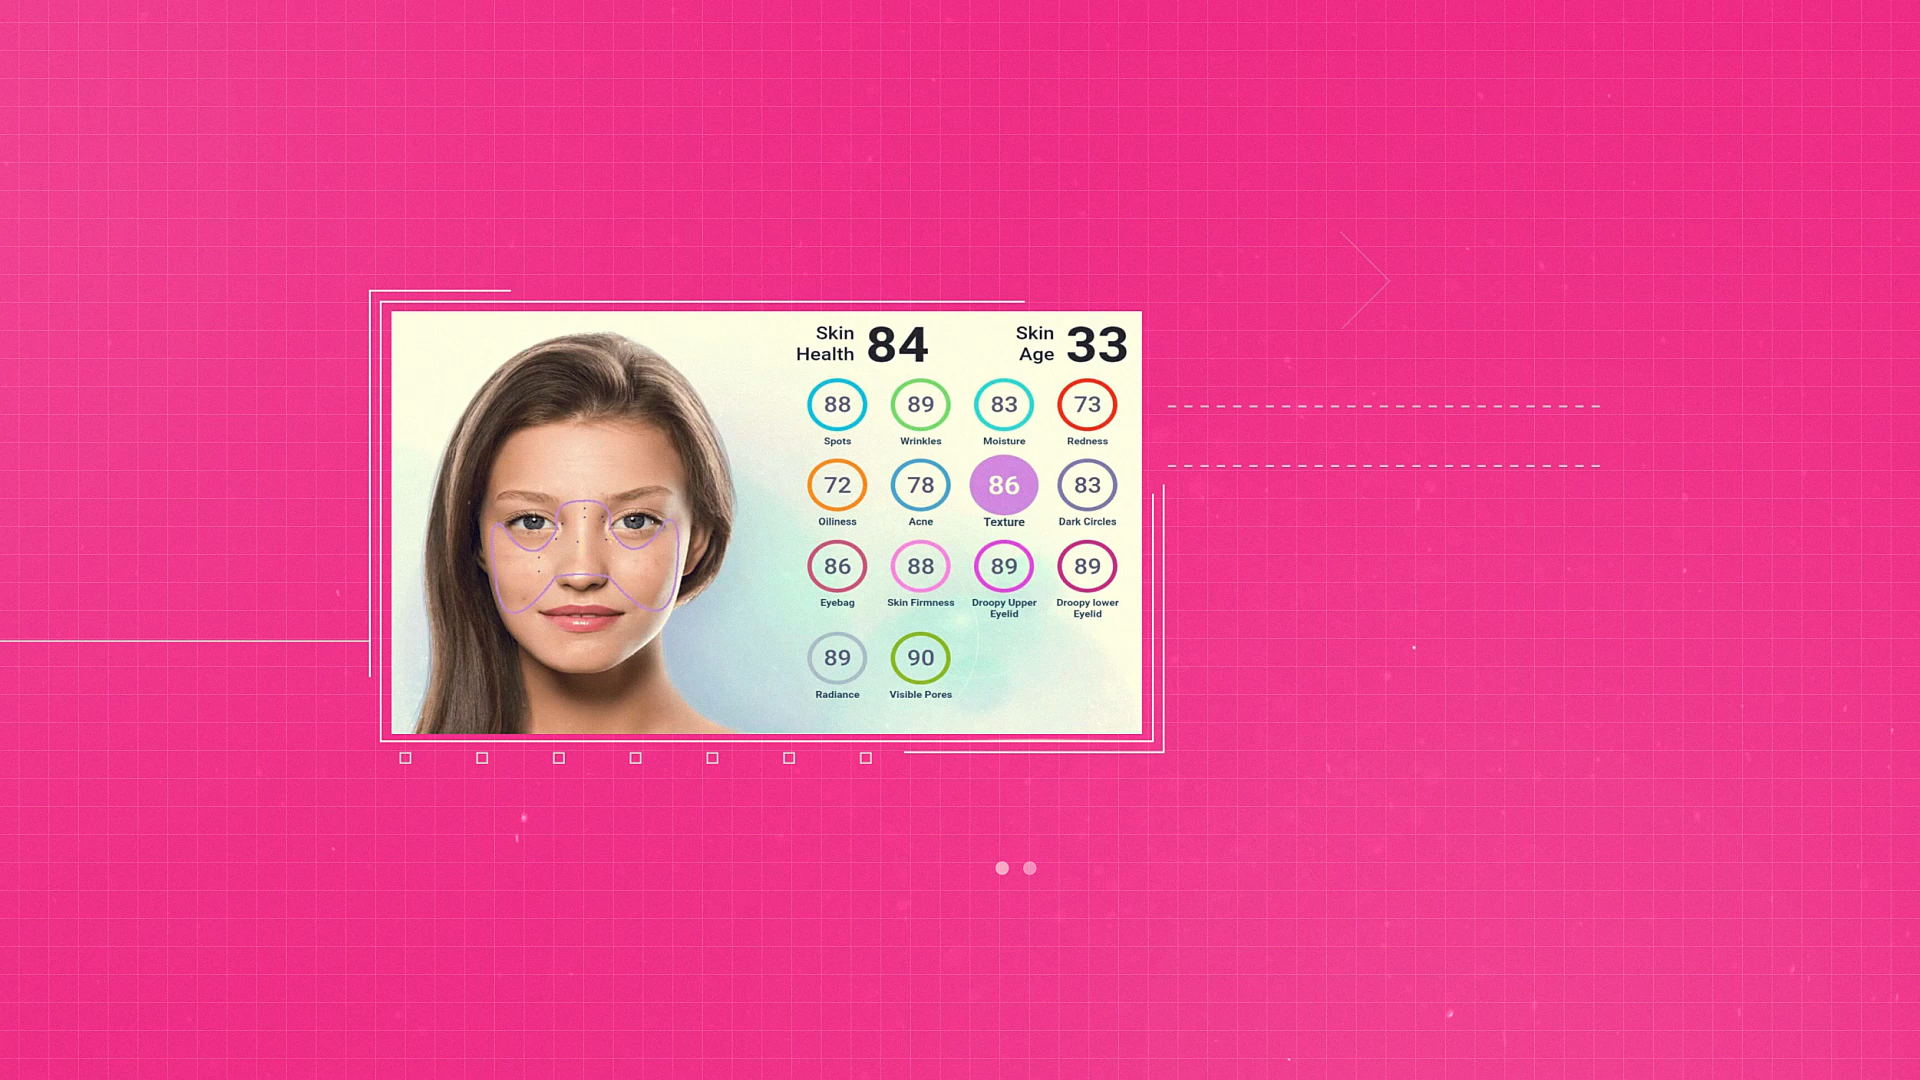 Skin
Health 84
Skin
Age 33
88 89 83 73
Spots Wrinkles Moisture Redness
72 78 86 83
Oiliness Acne Texture Dark Circles
86 88 89 89
Eyebag Skin Firmness Droopy Upper Droopy lower
Eyelid Eyelid
89 90
Radiance Visible Pores